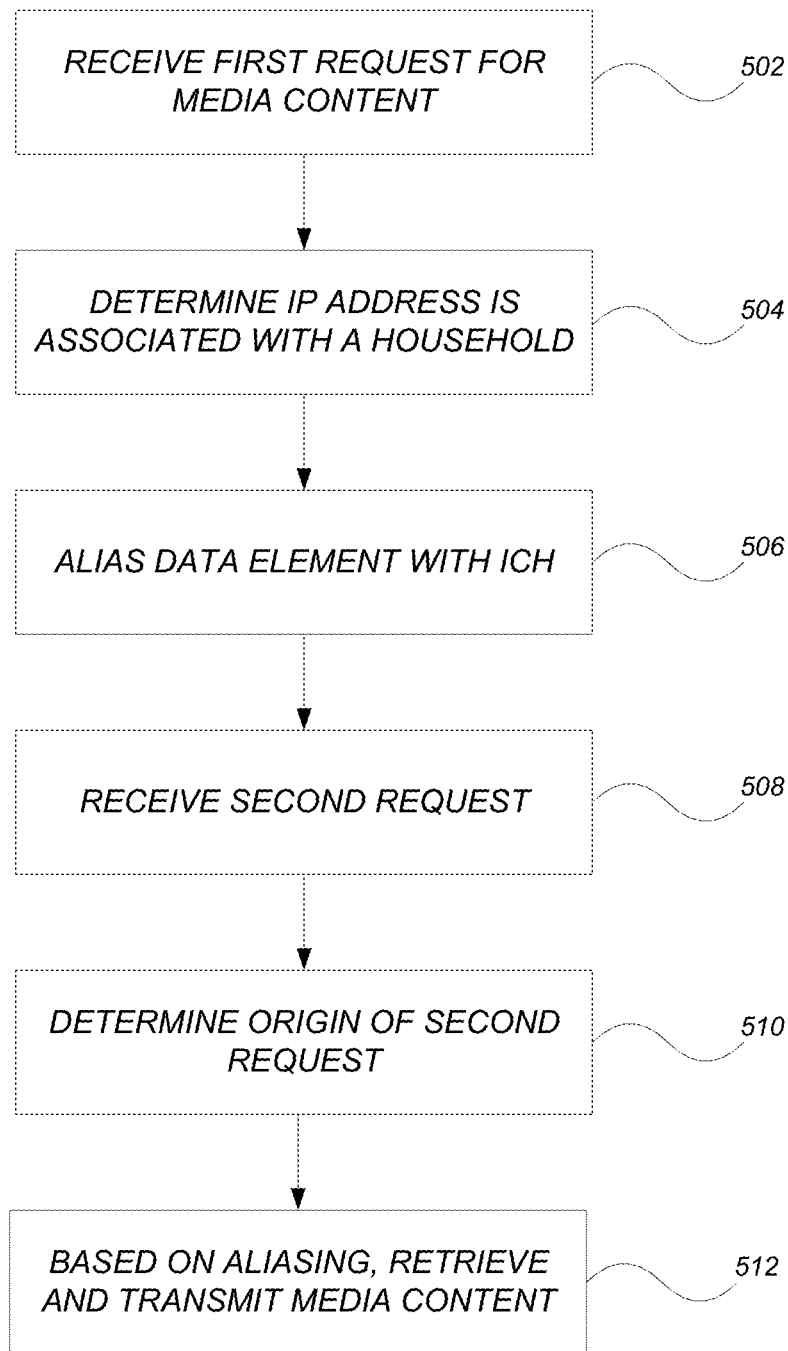 RECEIVE FIRST REQUEST FOR
MEDIA CONTENT
502
DETERMINE IP ADDRESS IS
ASSOCIATED WITH A HOUSEHOLD
504
ALIAS DATA ELEMENT WITH ICH
506
RECEIVE SECOND REQUEST
508
DETERMINE ORIGIN OF SECOND
REQUEST
510
BASED ON ALIASING, RETRIEVE
AND TRANSMIT MEDIA CONTENT
512